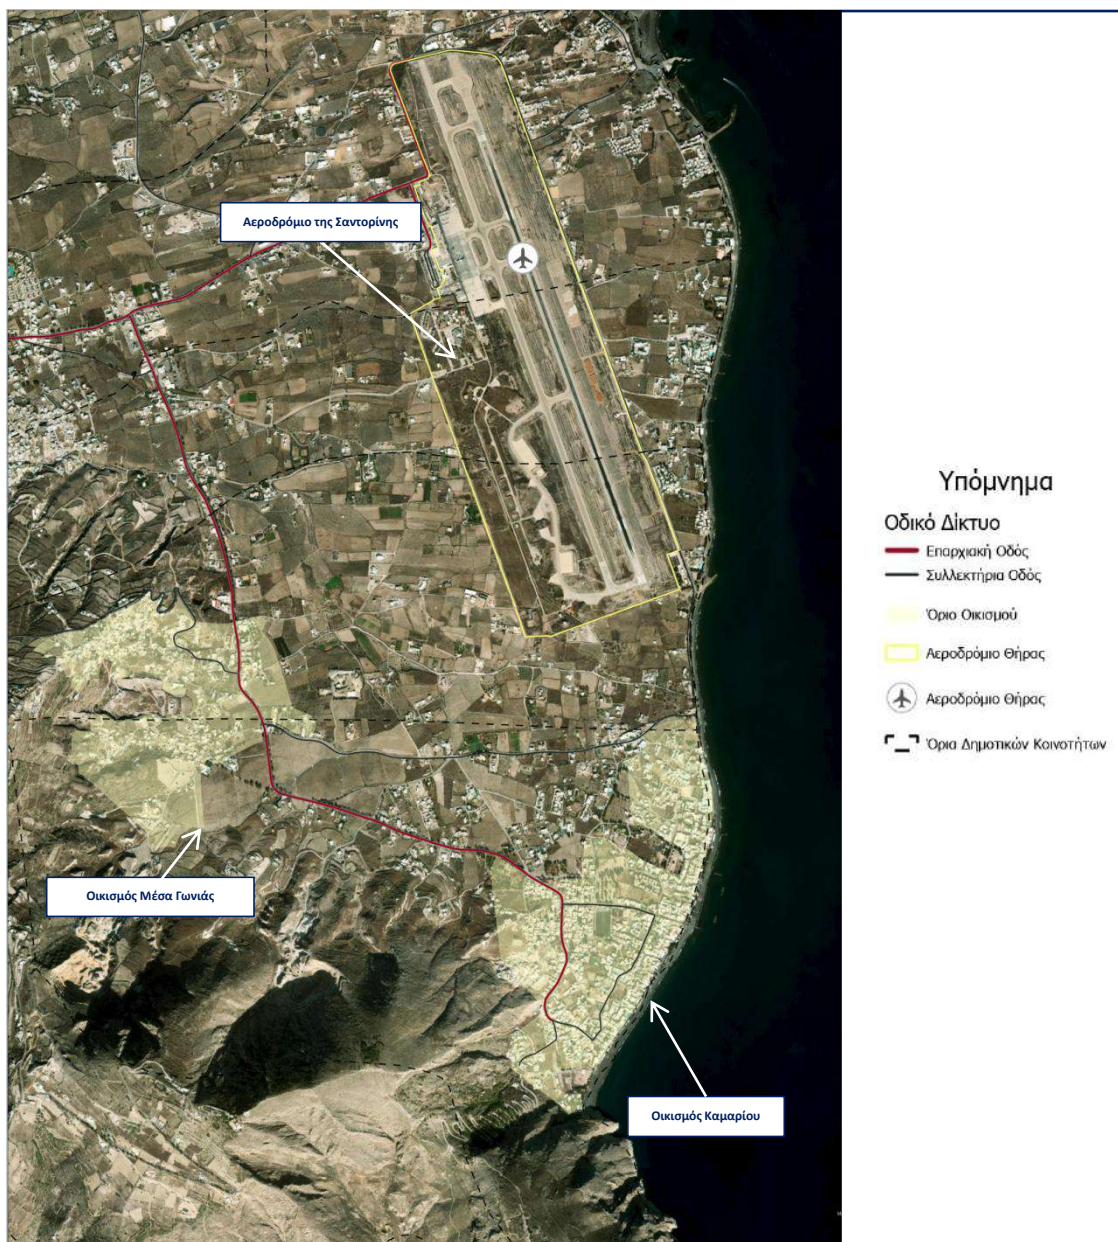 Αεροδρόμιο της Σαντορίνης
Οικισμός Μέσα Γωνιάς
Οικισμός Καμαρίου
Υπόμνημα
Οδικό Δίκτυο
Επαρχιακή Οδός
Συλλεκτήρια Οδός
Όριο Οικισμού
Αεροδρόμιο Θήρας
Αεροδρόμιο Θήρας
Όρια Δημοτικών Κοινοτήτων